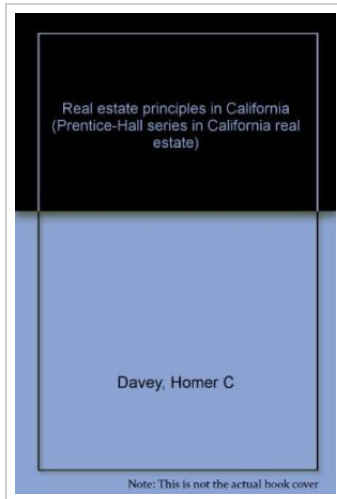 Real estate principles in California
(Prentice-Hall series in California real
estate)
Davey, Homer C
Note: This is not the actual book cover